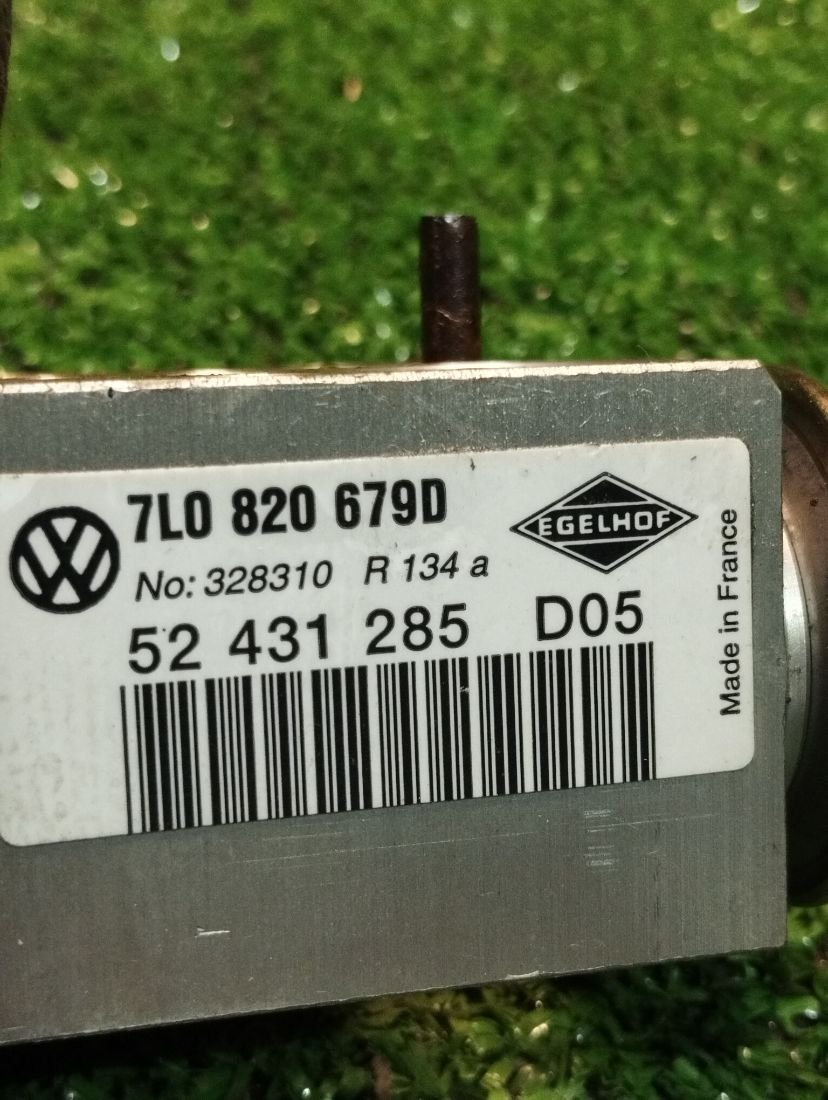 7L0 820 679D
No: 328310 R 134 a
52 431 285 D05
EGELHOF
Made in France